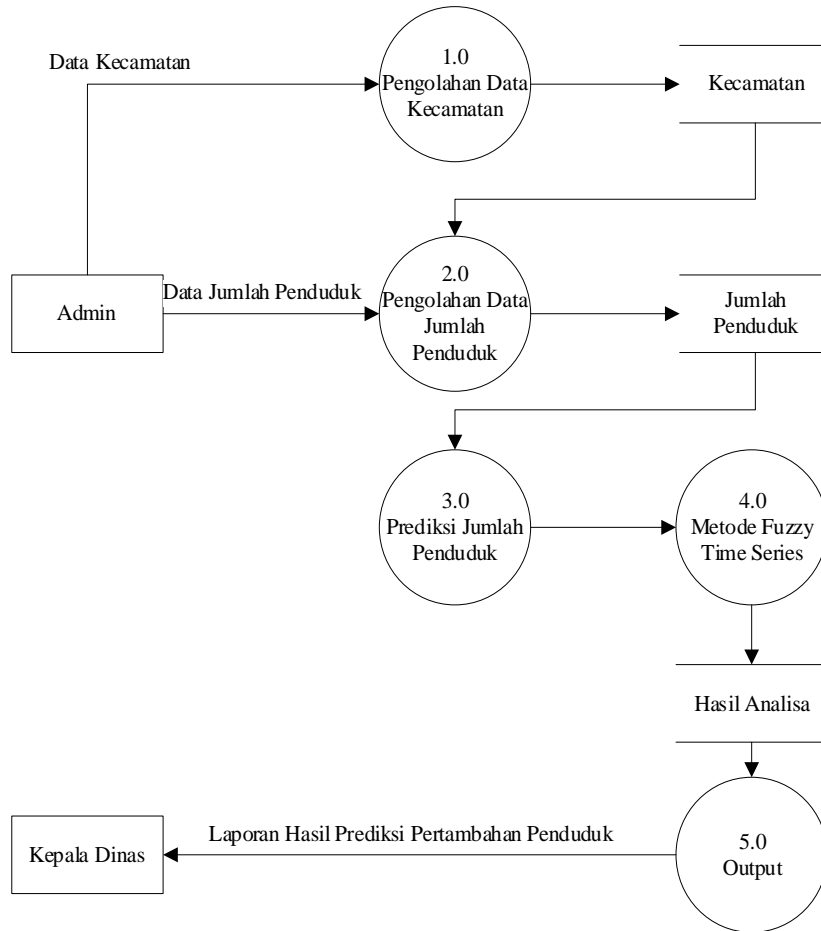 Data Kecamatan
1.0
Pengolahan Data
Kecamatan
Kecamatan
Admin
Data Jumlah Penduduk
2.0
Pengolahan Data
Jumlah
Penduduk
Jumlah
Penduduk
3.0
Prediksi Jumlah
Penduduk
4.0
Metode Fuzzy
Time Series
Hasil Analisa
Kepala Dinas
Laporan Hasil Prediksi Pertambahan Penduduk
5.0
Output